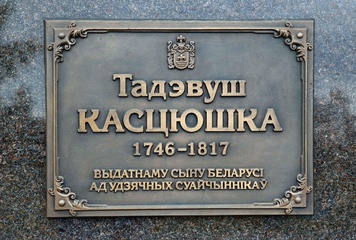 Тадэвуш
КАСЦЮШКА
1746-1817
ВЫДАТНАМУ СЫНУ БЕЛАРУСІ
АД УДЗЯЧНЫХ СУАЙЧЫННІКАЎ